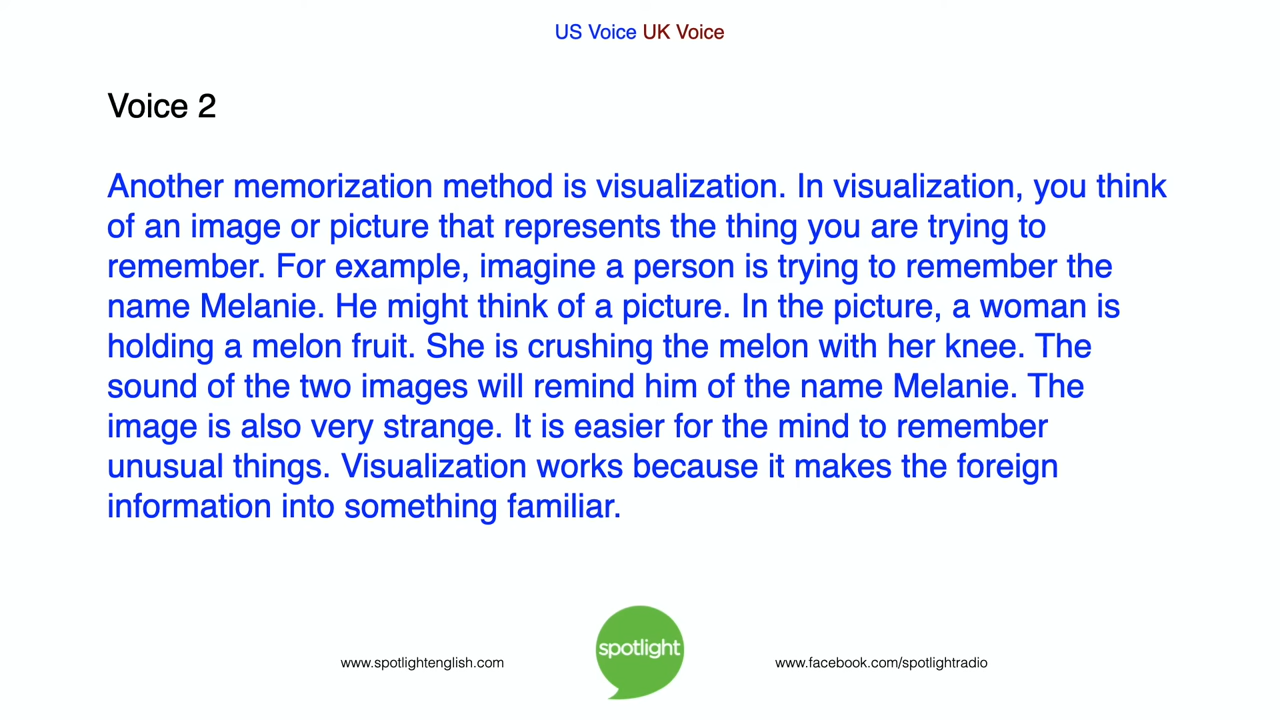 US Voice UK Voice
Voice 2
Another memorization method is visualization. In visualization, you think
of an image or picture that represents the thing you are trying to
remember. For example, imagine a person is trying to remember the
name Melanie. He might think of a picture. In the picture, a woman is
holding a melon fruit. She is crushing the melon with her knee. The
sound of the two images will remind him of the name Melanie. The
image is also very strange. It is easier for the mind to remember
unusual things. Visualization works because it makes the foreign
information into something familiar.
spotlight
www.spotlightenglish.com
www.facebook.com/spotlightradio